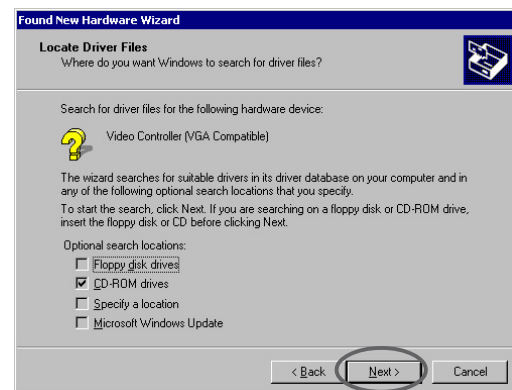 Found New Hardware Wizard
Locate Driver Files
Where do you want Windows to search for driver files?
Search for driver files for the following hardware device:
Video Controller (VGA Compatible)
The wizard searches for suitable drivers in its driver database on your computer and in
any of the following optional search locations that you specify.
To start the search, click Next. If you are searching on a floppy disk or CD-ROM drive,
insert the floppy disk or CD before clicking Next.
Optional search locations:
Floppy disk drives
CD-ROM drives
Specify a location
Microsoft Windows Update
< Back Next > Cancel